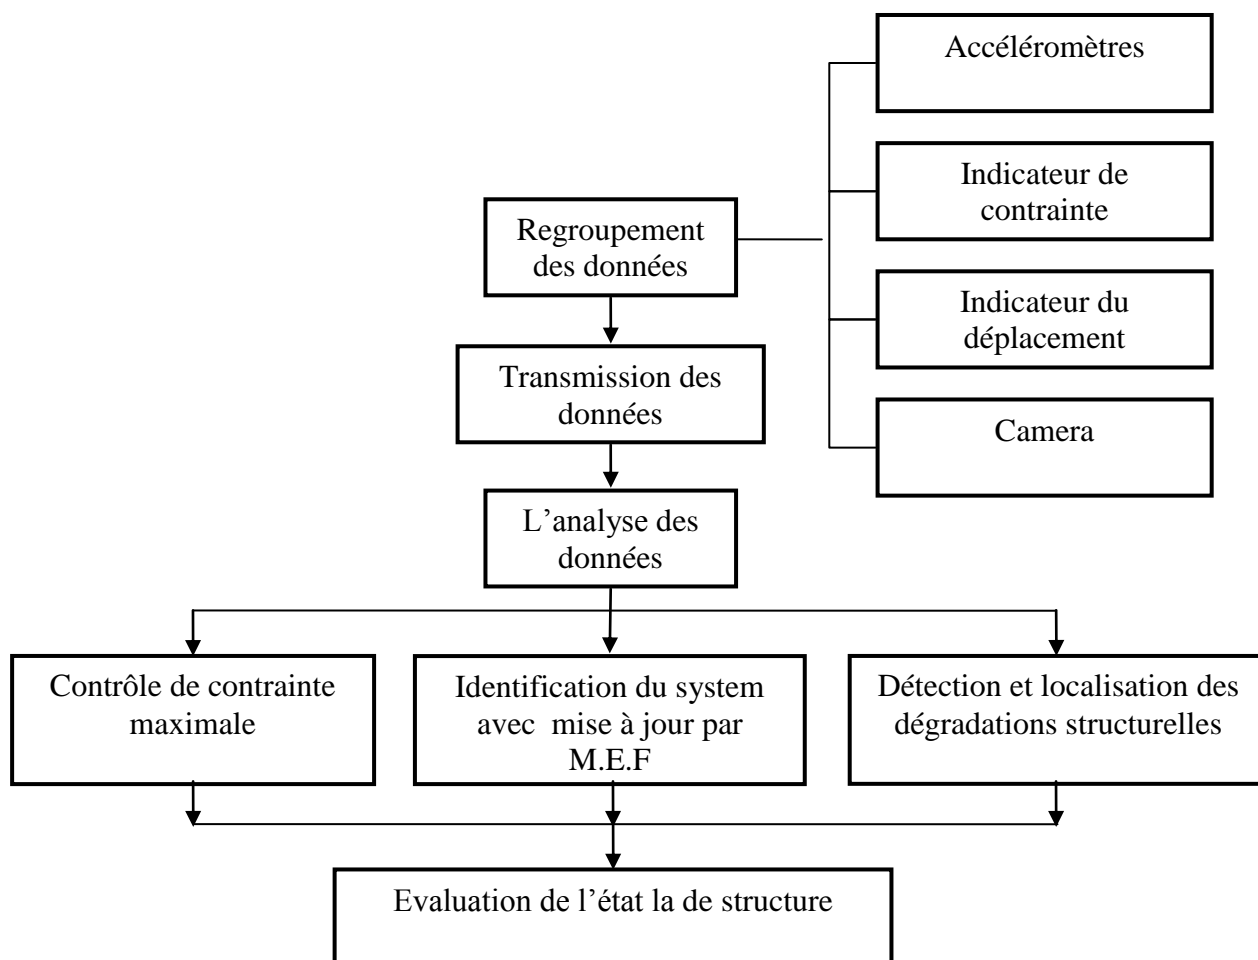 Accéléromètres
Indicateur de
contrainte
Regroupement
des données
Indicateur du
déplacement
Transmission des
données
Camera
L’analyse des
données
Contrôle de contrainte
maximale
Identification du system
avec  mise à jour par
M.E.F
Détection et localisation des
dégradations structurelles
Evaluation de l’état la de structure